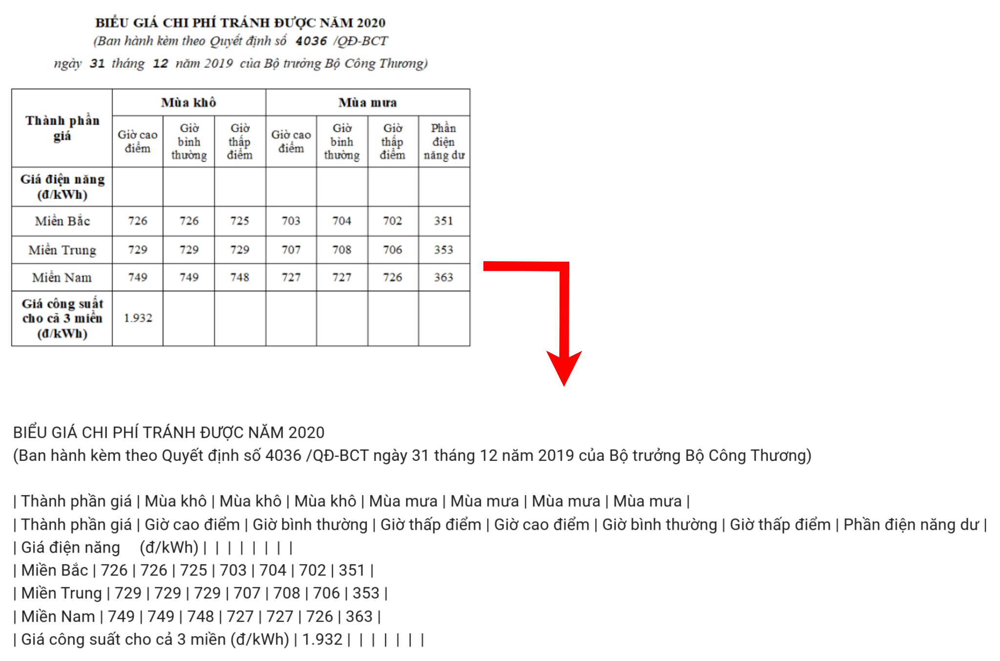 BIỂU GIÁ CHI PHÍ TRÁNH ĐƯỢC NĂM 2020
(Ban hành kèm theo Quyết định số 4036 /QĐ-BCT
ngày 31 tháng 12 năm 2019 của Bộ trưởng Bộ Công Thương)
Thành phần giá | Mùa khô | Mùa mưa
Giờ cao điểm | Giờ bình thường | Giờ thấp điểm | Giờ cao điểm | Giờ bình thường | Giờ thấp điểm | Phần điện năng dư
Giá điện năng (đ/kWh)
Miền Bắc | 726 | 726 | 725 | 703 | 704 | 702 | 351
Miền Trung | 729 | 729 | 729 | 707 | 708 | 706 | 353
Miền Nam | 749 | 749 | 748 | 727 | 727 | 726 | 363
Giá công suất cho cả 3 miền (đ/kWh) | 1.932
BIỂU GIÁ CHI PHÍ TRÁNH ĐƯỢC NĂM 2020
(Ban hành kèm theo Quyết định số 4036 /QĐ-BCT ngày 31 tháng 12 năm 2019 của Bộ trưởng Bộ Công Thương)
| Thành phần giá | Mùa khô | Mùa khô | Mùa khô | Mùa mưa | Mùa mưa | Mùa mưa | Mùa mưa |
| Thành phần giá | Giờ cao điểm | Giờ bình thường | Giờ thấp điểm | Giờ cao điểm | Giờ bình thường | Giờ thấp điểm | Phần điện năng dư |
| Giá điện năng (đ/kWh) | | | | | | | |
| Miền Bắc | 726 | 726 | 725 | 703 | 704 | 702 | 351 |
| Miền Trung | 729 | 729 | 729 | 707 | 708 | 706 | 353 |
| Miền Nam | 749 | 749 | 748 | 727 | 727 | 726 | 363 |
| Giá công suất cho cả 3 miền (đ/kWh) | 1.932 | | | | | | |